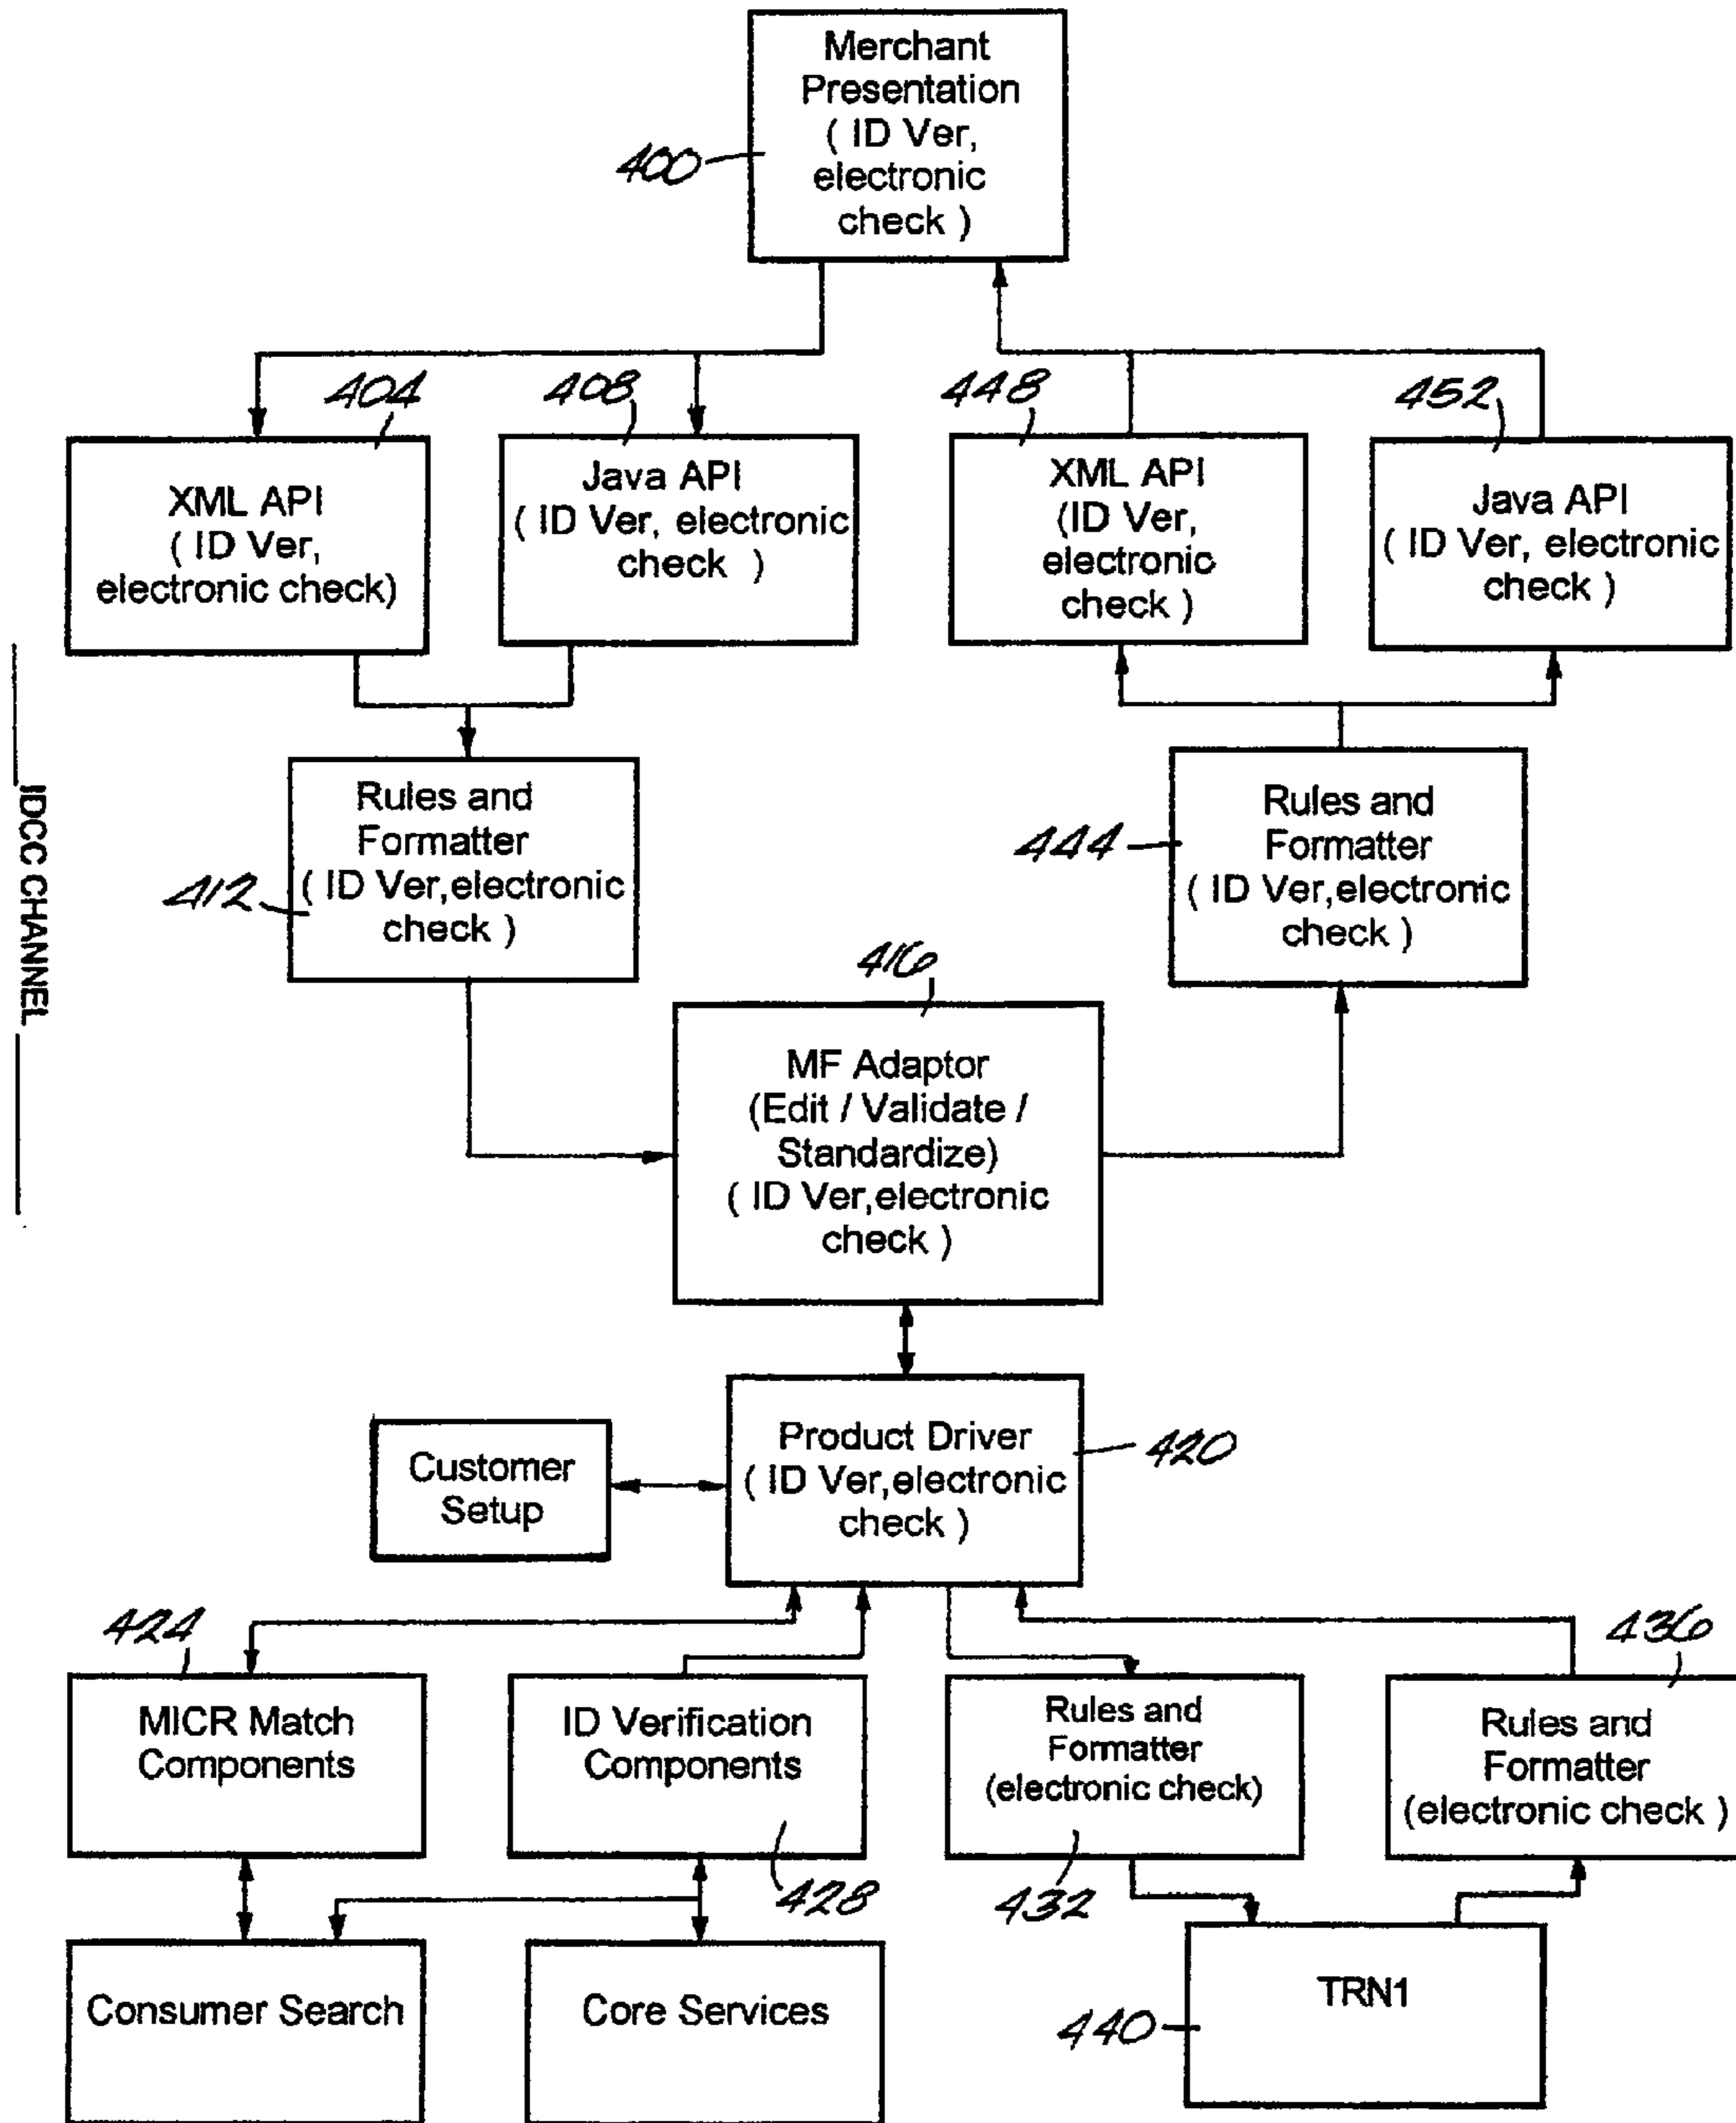 Merchant
Presentation
( ID Ver,
electronic
check )
400
404
408
448
452
XML API
( ID Ver,
electronic check)
Java API
( ID Ver, electronic
check )
XML API
(ID Ver,
electronic
check )
Java API
( ID Ver, electronic
check )
IDCC CHANNEL
Rules and
Formatter
( ID Ver,electronic
check )
412
444
Rules and
Formatter
( ID Ver,electronic
check )
416
MF Adaptor
(Edit / Validate /
Standardize)
( ID Ver,electronic
check )
Customer
Setup
Product Driver
( ID Ver,electronic
check )
420
424
436
MICR Match
Components
ID Verification
Components
428
Rules and
Formatter
(electronic check)
432
Rules and
Formatter
(electronic check )
Consumer Search
Core Services
TRN1
440